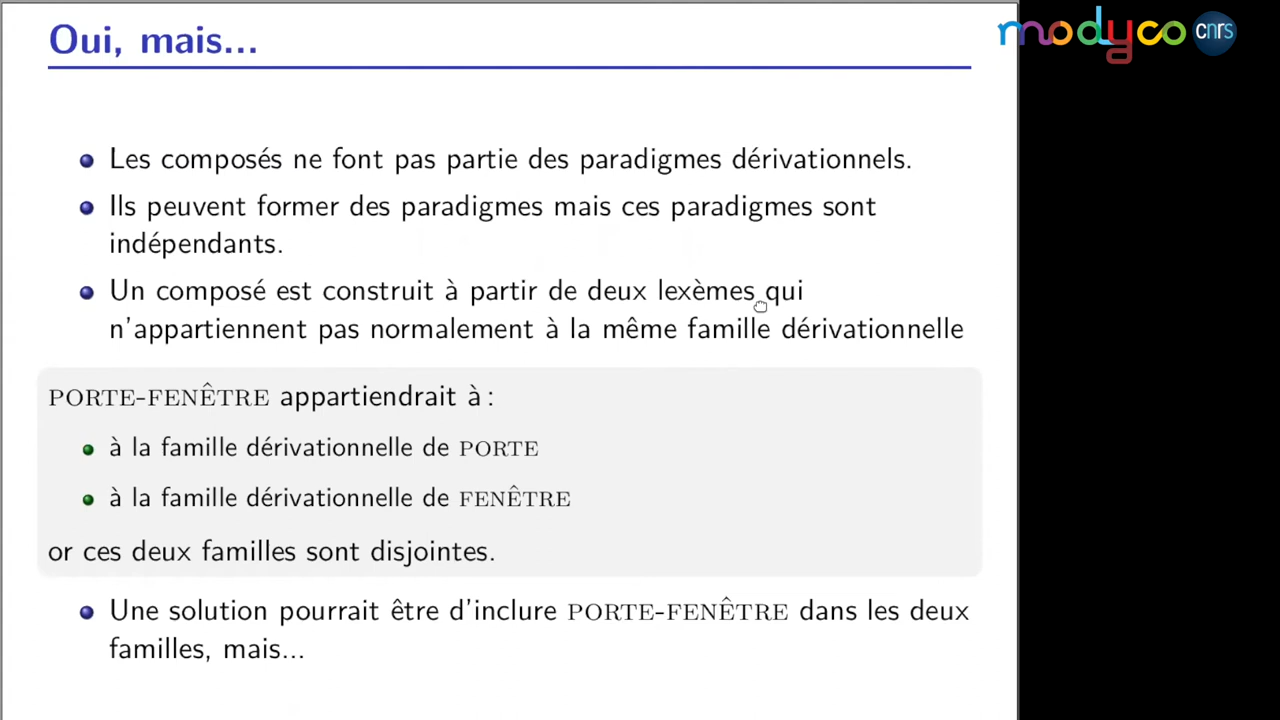 Oui, mais...
modyco cnrs
Les composés ne font pas partie des paradigmes dérivationnels.
Ils peuvent former des paradigmes mais ces paradigmes sont
indépendants.
Un composé est construit à partir de deux lexèmes qui
n'appartiennent pas normalement à la même famille dérivationnelle
PORTE-FENÊTRE appartiendrait à :
à la famille dérivationnelle de PORTE
à la famille dérivationnelle de FENÊTRE
or ces deux familles sont disjointes.
Une solution pourrait être d'inclure PORTE-FENÊTRE dans les deux
familles, mais...